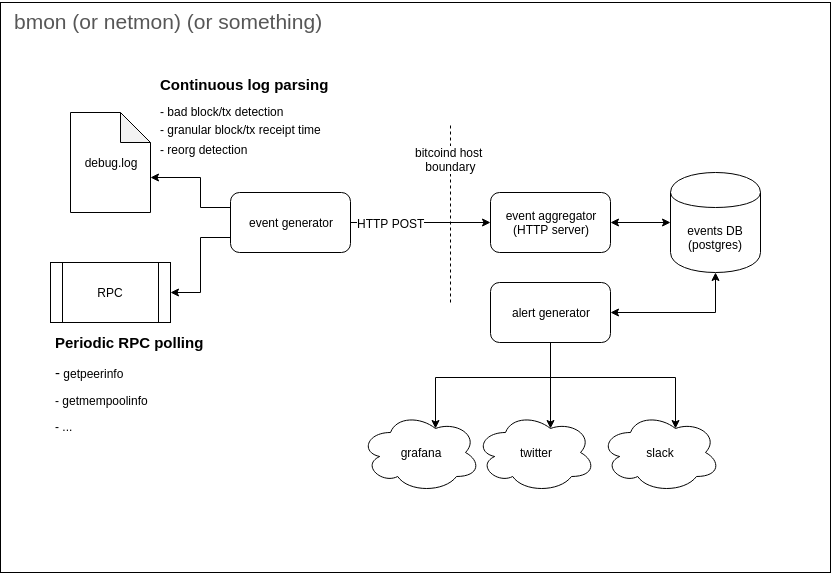 bmon (or netmon) (or something)
Continuous log parsing
- bad block/tx detection
- granular block/tx receipt time
- reorg detection
debug.log
bitcoind host
boundary
event generator
HTTP POST
event aggregator
(HTTP server)
events DB
(postgres)
RPC
alert generator
Periodic RPC polling
- getpeerinfo
- getmempoolinfo
- ...
grafana
twitter
slack